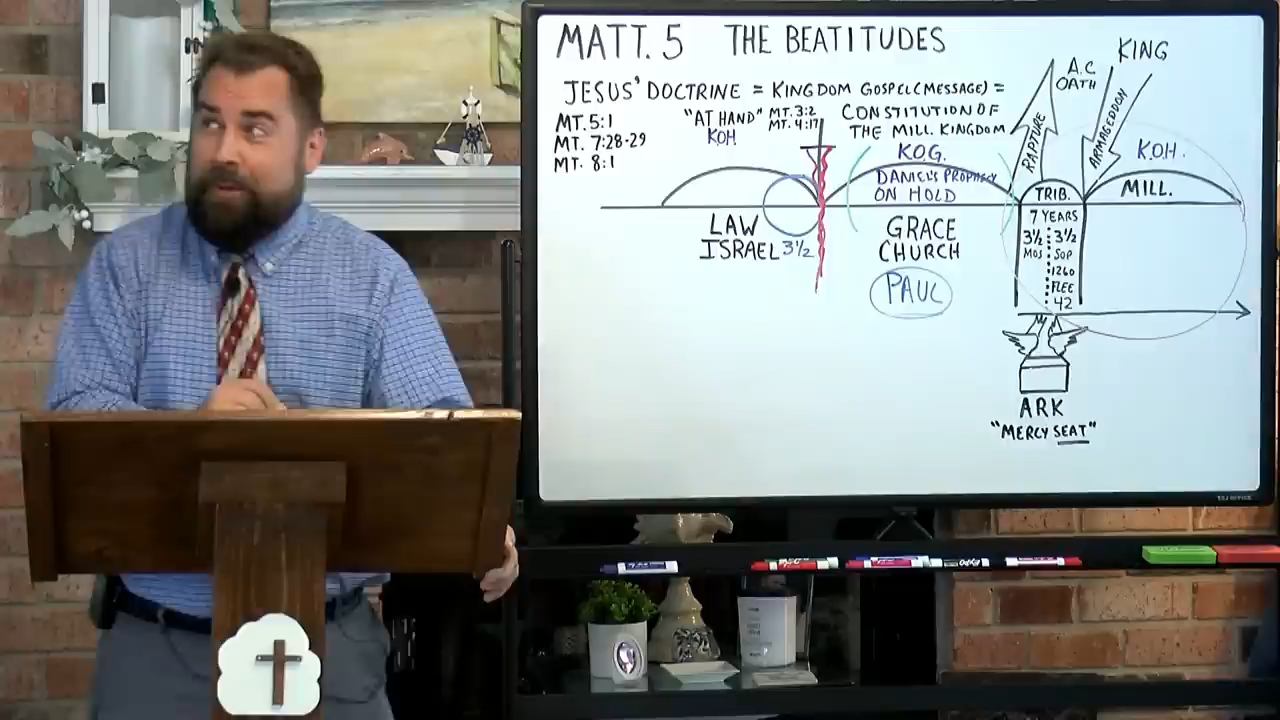 MATT. 5 THE BEATITUDES
JESUS' DOCTRINE = KINGDOM GOSPEL (MESSAGE) =
MT. 5:1
MT. 7:28-29
MT. 8:1
"AT HAND" MT. 3:2
MT. 4:17
KOH
CONSTITUTION OF
THE MILL. KINGDOM
K.O.G.
DANIEL'S PROPHECY
ON HOLD
LAW
ISRAEL 3½
GRACE
CHURCH
PAUL
RAPTURE
A.C
OATH
KING
ARMAGEDDON
K.O.H.
TRIB.
MILL.
7 YEARS
3½ 3½
MOS SOP
1260
FLEE
42
ARK
"MERCY SEAT"